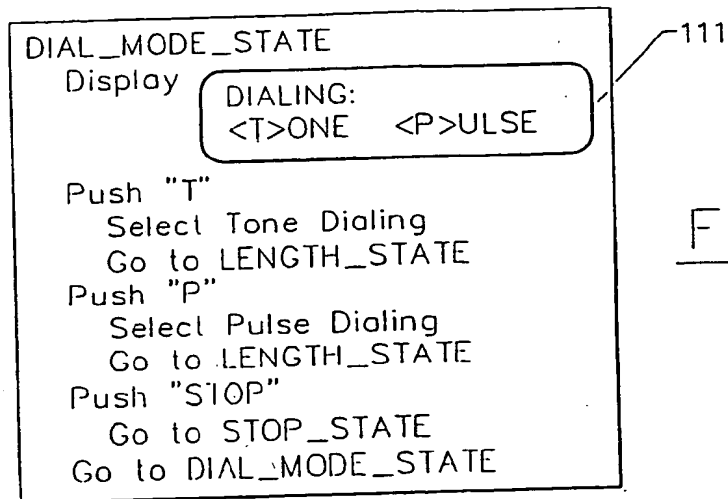 DIAL_MODE_STATE
111
Display
DIALING:
<T>ONE <P>ULSE
Push "T"
Select Tone Dialing
Go to LENGTH_STATE
F
Push "P"
Select Pulse Dialing
Go to LENGTH_STATE
Push "STOP"
Go to STOP_STATE
Go to DIAL_MODE_STATE